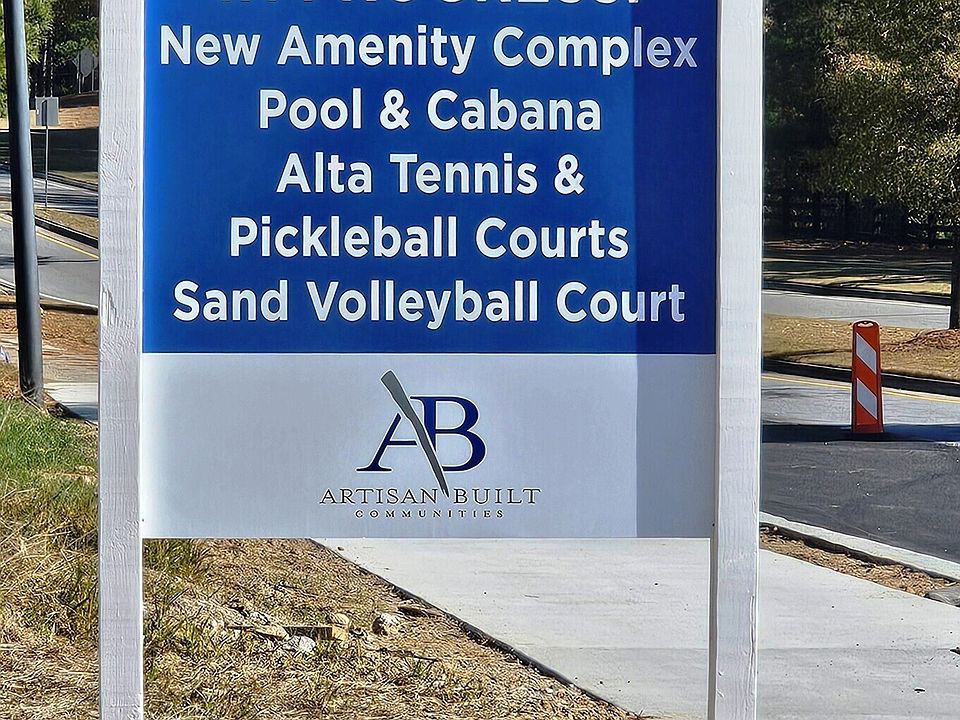 New Amenity Complex
Pool & Cabana
Alta Tennis &
Pickleball Courts
Sand Volleyball Court
AB
ARTISAN BUILT
COMMUNITIES